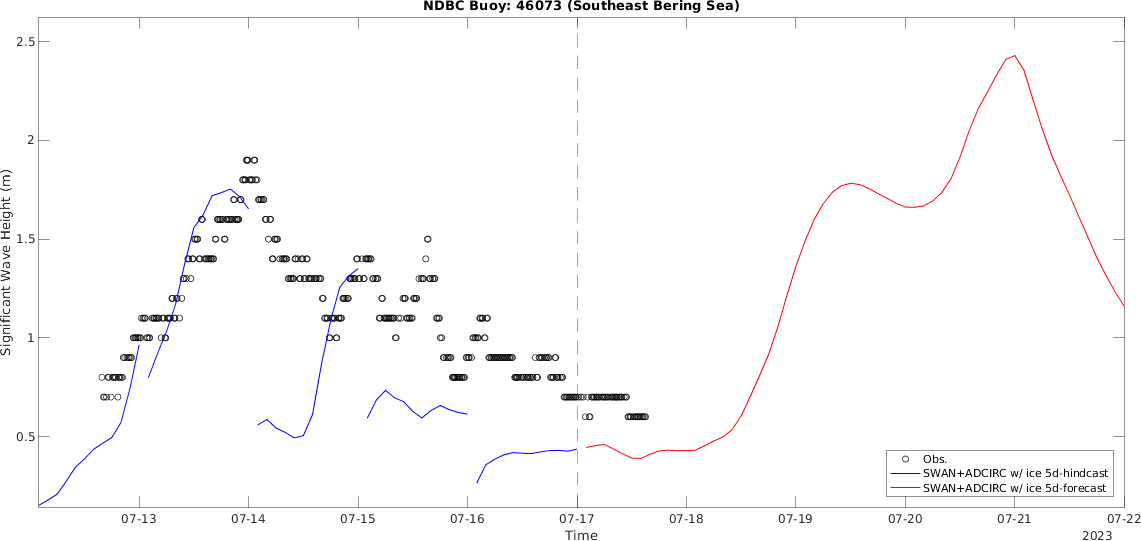 NDBC Buoy: 46073 (Southeast Bering Sea)
Significant Wave Height (m)
2.5
2
1.5
1
0.5
Obs.
SWAN+ADCIRC w/ ice 5d-hindcast
SWAN+ADCIRC w/ ice 5d-forecast
07-13 07-14 07-15 07-16 07-17 07-18 07-19 07-20 07-21 07-22
Time
2023